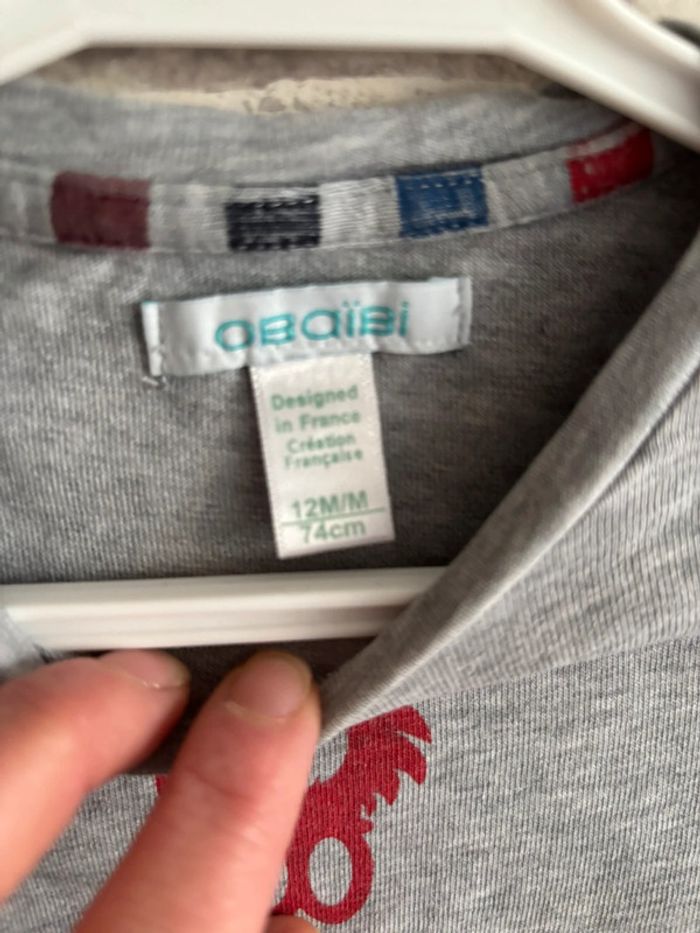 OBaïBi
Designed
in France
Création
Française
12M/M
74cm